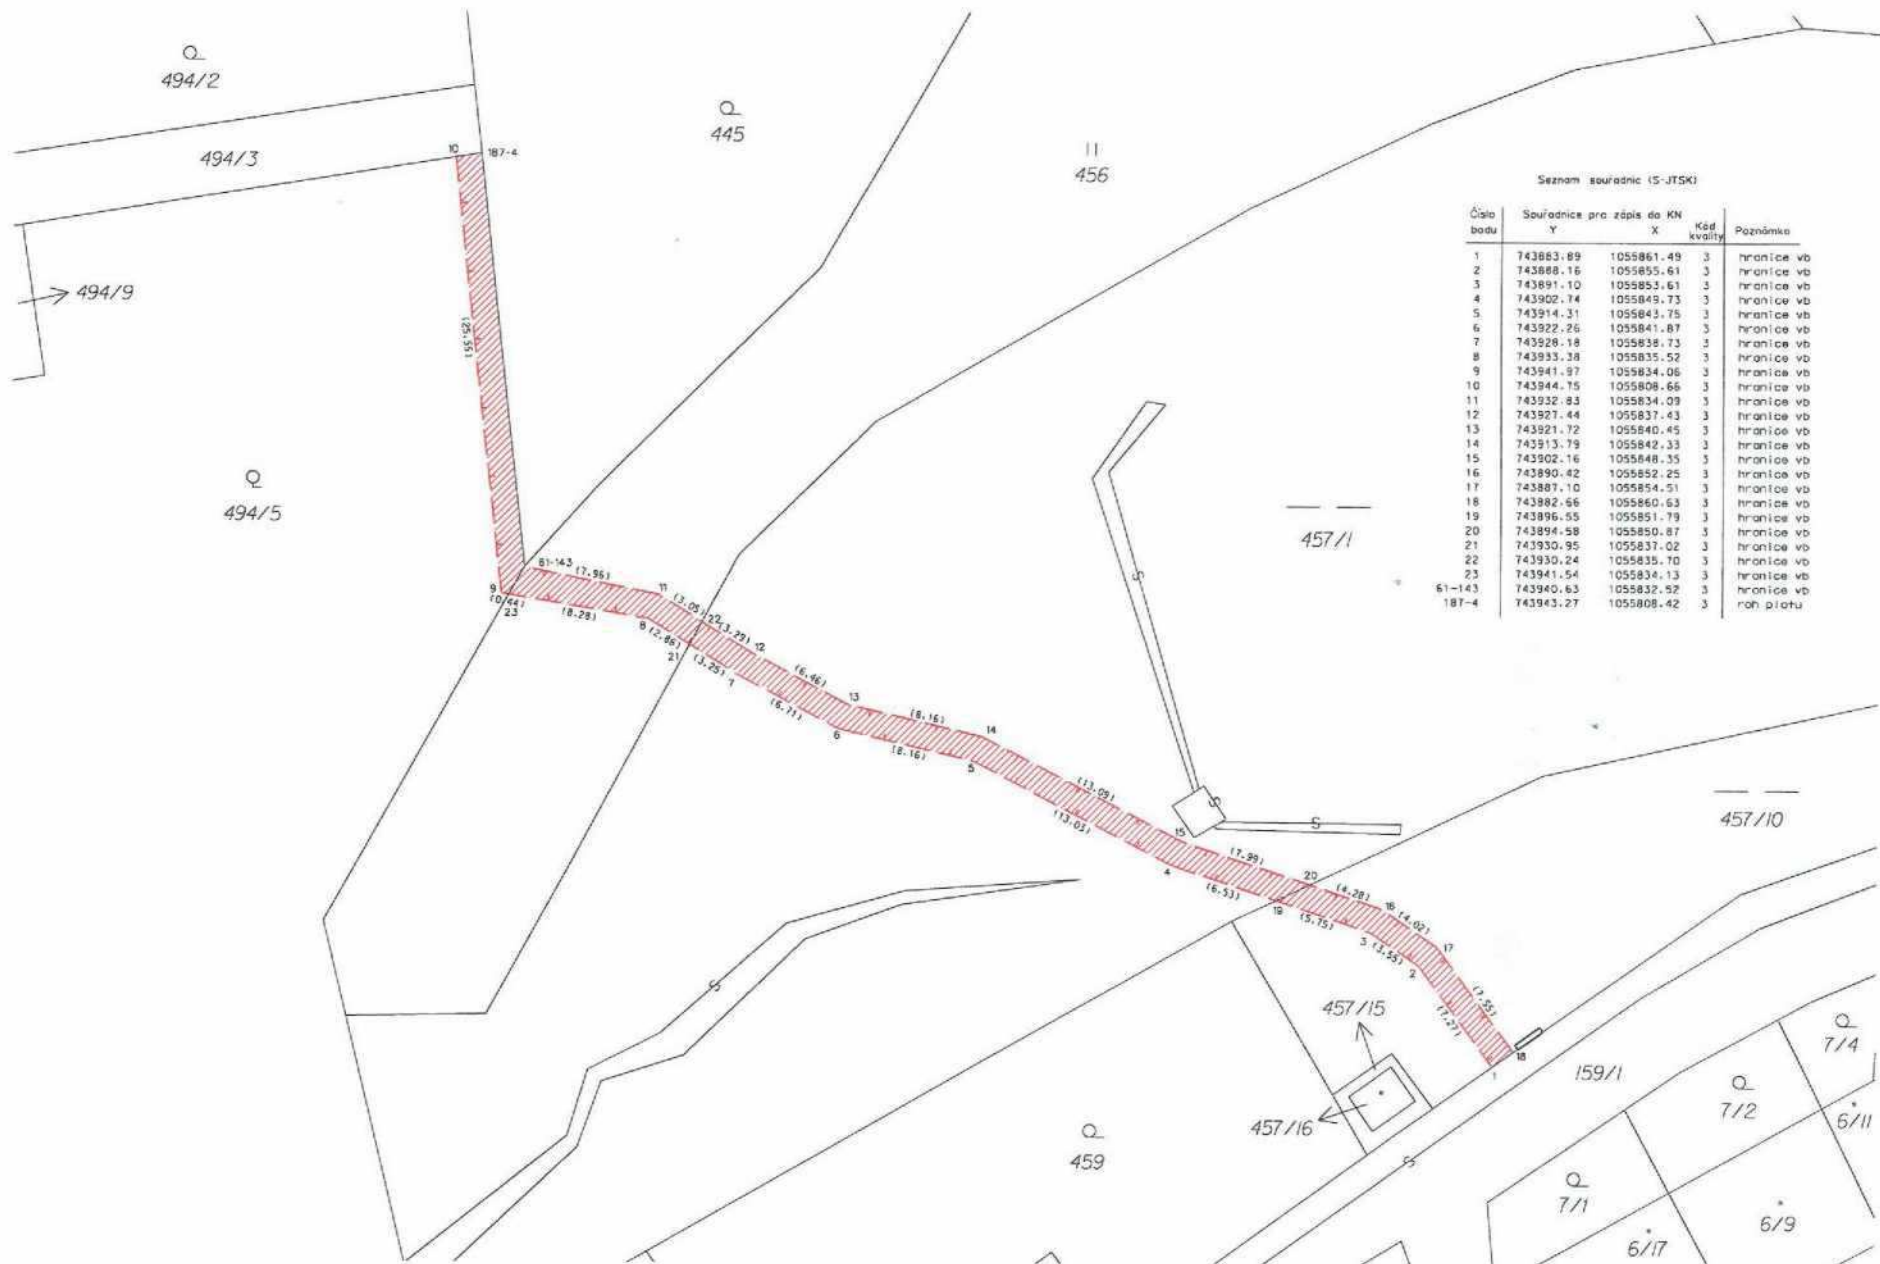 494/2
445
494/3
10
187-4
II
456
494/9
(25.55)
494/5
457/1
Seznam souřadnic (S-JTSK)
Číslo bodu Souřadnice pro zápis do KN Y X Kód kvality Poznámka
1 743883.89 1055861.49 3 hranice vb
2 743888.16 1055855.61 3 hranice vb
3 743891.10 1055853.61 3 hranice vb
4 743902.74 1055849.73 3 hranice vb
5 743914.31 1055843.75 3 hranice vb
6 743922.26 1055841.87 3 hranice vb
7 743928.18 1055838.73 3 hranice vb
8 743933.38 1055835.52 3 hranice vb
9 743941.97 1055834.06 3 hranice vb
10 743944.75 1055808.66 3 hranice vb
11 743932.83 1055834.09 3 hranice vb
12 743927.44 1055837.43 3 hranice vb
13 743921.72 1055840.45 3 hranice vb
14 743913.79 1055842.33 3 hranice vb
15 743902.16 1055848.35 3 hranice vb
16 743890.42 1055852.25 3 hranice vb
17 743887.10 1055854.51 3 hranice vb
18 743882.66 1055860.63 3 hranice vb
19 743896.55 1055851.79 3 hranice vb
20 743894.58 1055850.87 3 hranice vb
21 743930.95 1055837.02 3 hranice vb
22 743930.24 1055835.70 3 hranice vb
23 743941.54 1055834.13 3 hranice vb
61-143 743940.63 1055832.52 3 hranice vb
187-4 743943.27 1055808.42 3 roh plotu
61-143
(7.96)
11
9
(0.44)
23
(8.28)
8
(3.05)
22
(2.86)
21
(3.29)
12
(3.25)
7
(6.46)
13
(6.71)
6
(8.16)
14
(8.16)
5
(13.09)
(13.03)
S
S
S
15
4
(7.99)
20
(6.53)
19
(4.28)
16
(5.75)
(4.02)
3
(3.55)
17
2
(7.55)
(7.27)
18
1
457/10
S
457/15
457/16
459
159/1
S
7/4
7/2
6/11
7/1
6/9
6/17